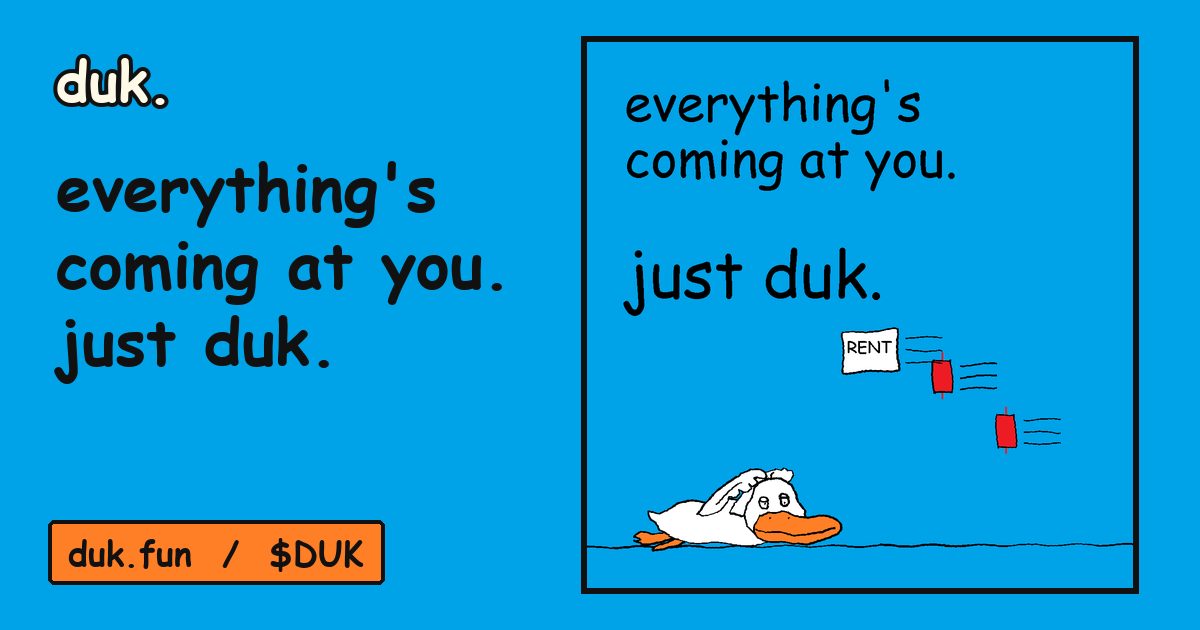 duk.
everything's
coming at you.
just duk.
duk.fun / $DUK
everything's
coming at you.
just duk.
RENT